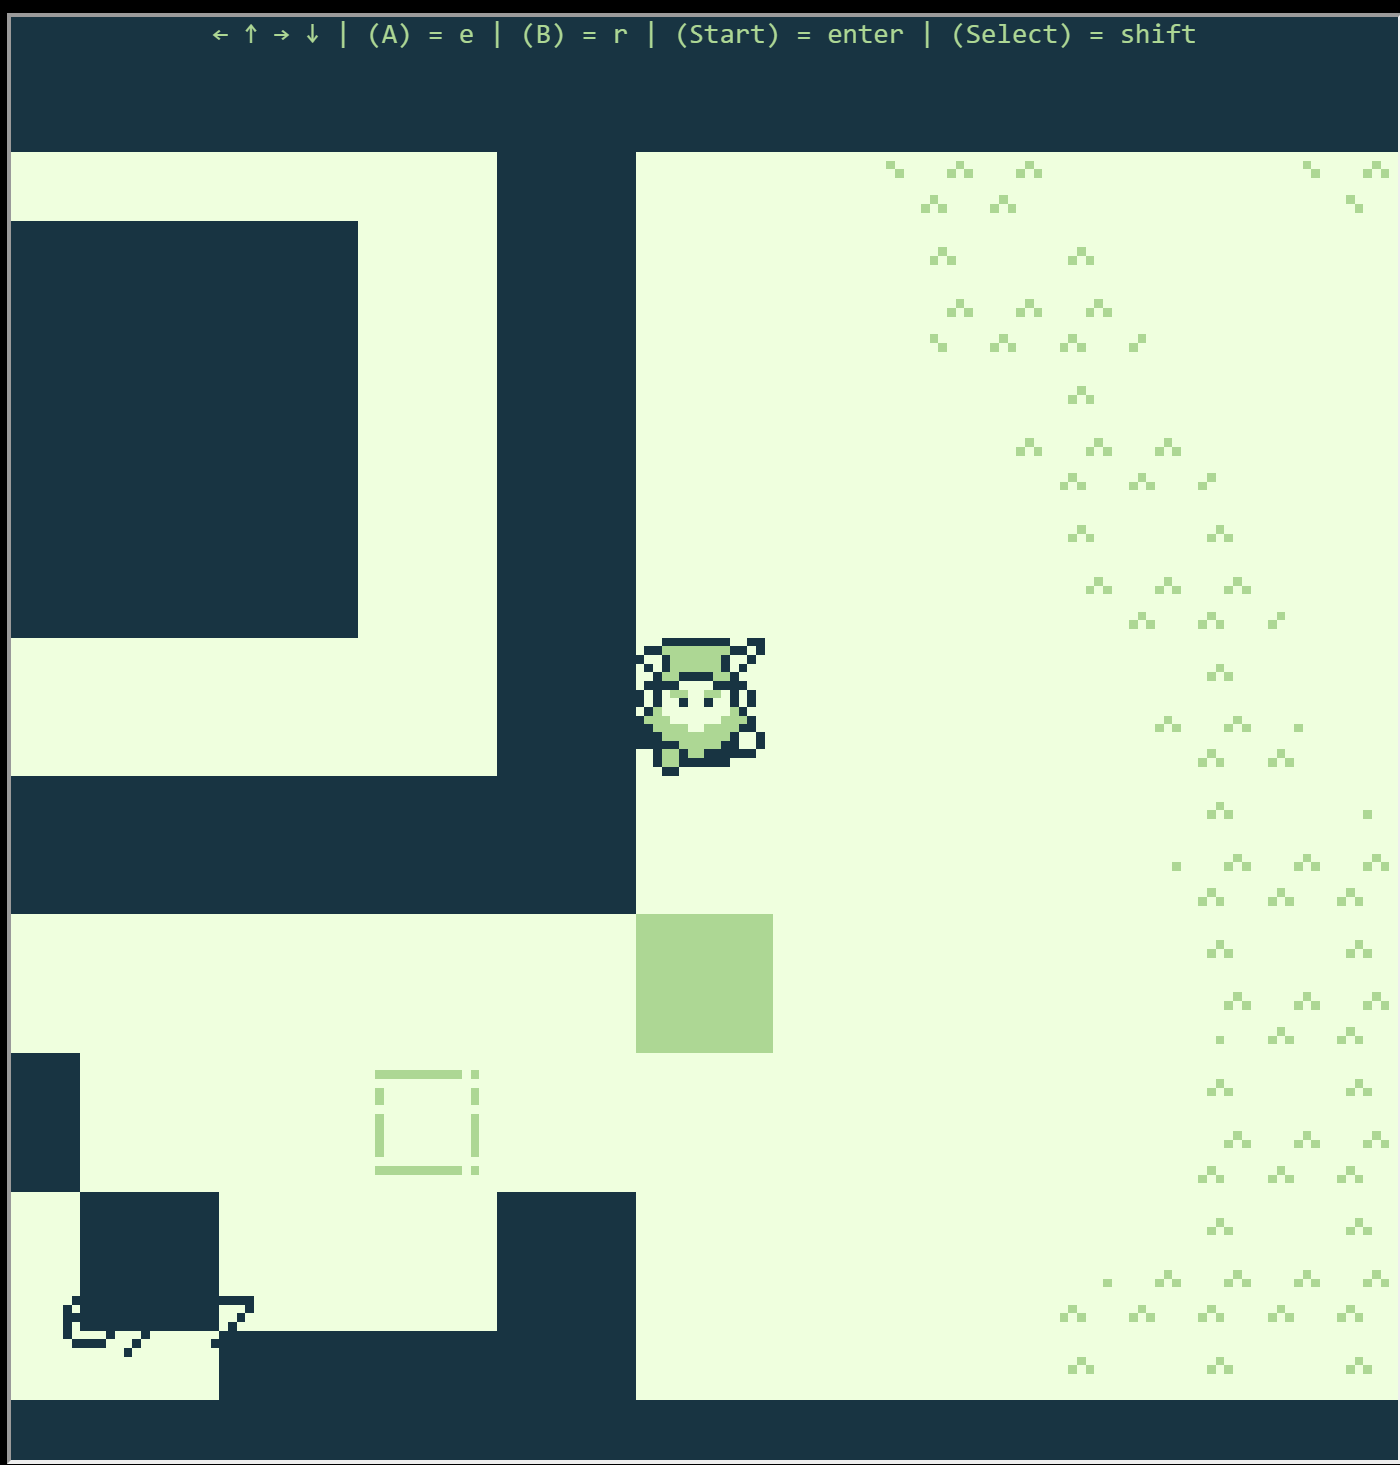 ← ↑ → ↓ | (A) = e | (B) = r | (Start) = enter | (Select) = shift